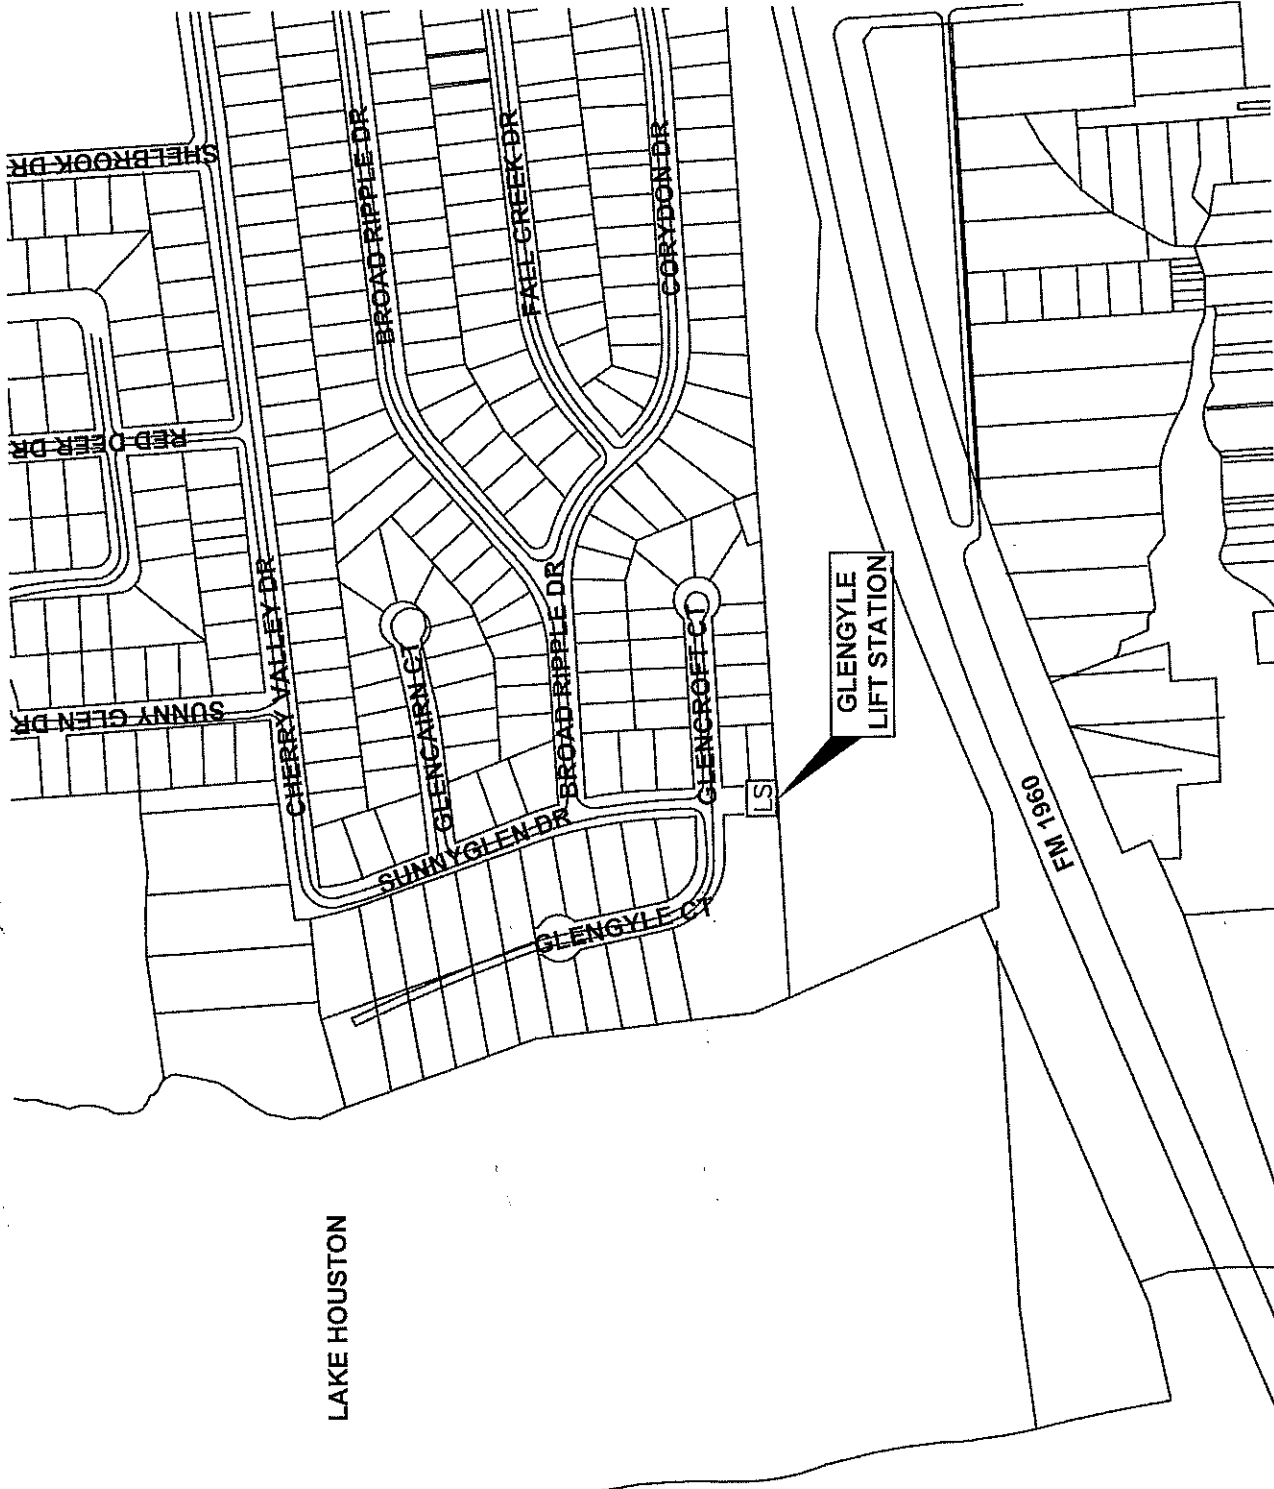 SHELBROOK DR
BROAD RIPPLE DR
FALL CREEK DR
CORYDON DR
RED DEER DR
SUNNY GLEN DR
CHERRY VALLEY DR
GLENCAIRN CT
BROAD RIPPLE DR
GLENCROFT CT
SUNNYGLEN DR
GLENGYLE CT
LS
GLENGYLE
LIFT STATION
FM 1960
LAKE HOUSTON